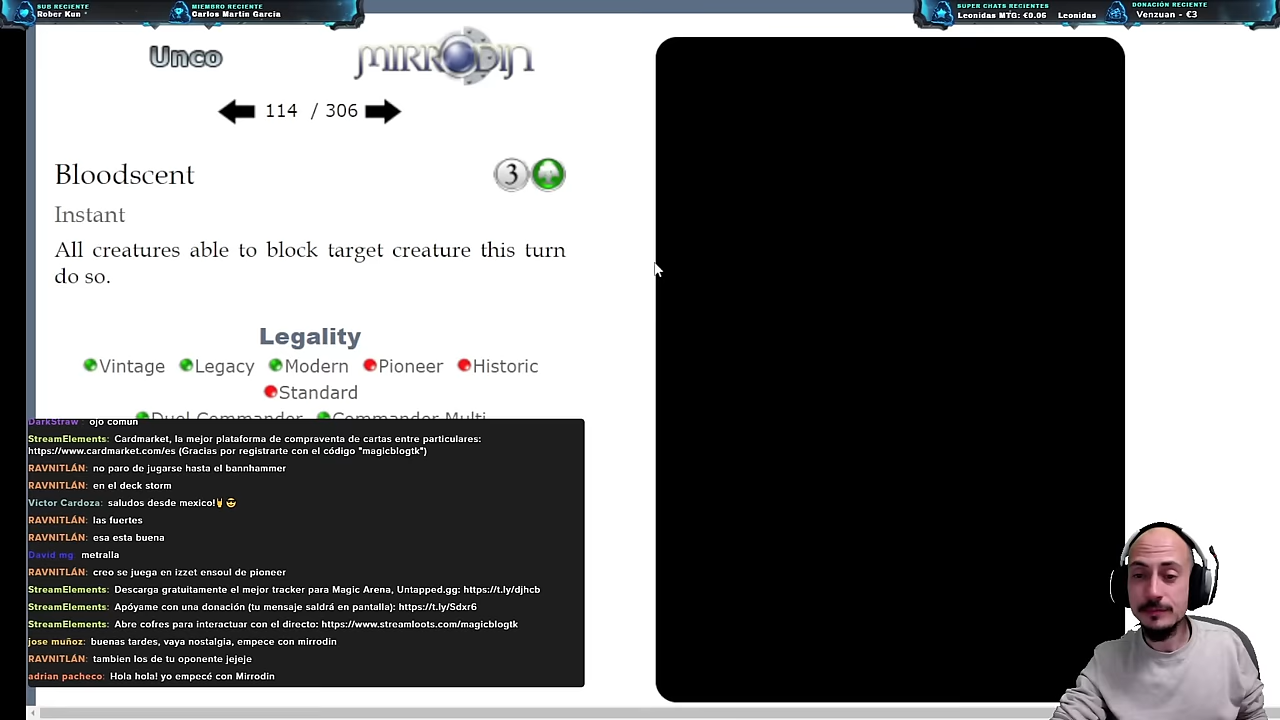 SUB RECIENTE
Rober Kun *
MIEMBRO RECIENTE
Carlos Martin Garcia
SUPER CHATS RECIENTES
Leonidas MTG: €0.06 Leonidas
DONACIÓN RECIENTE
Venzuan - €3
Unco
MIRRODIN
114 / 306
Bloodscent
3
Instant
All creatures able to block target creature this turn
do so.
Legality
Vintage Legacy Modern Pioneer Historic
Standard
Duel Commander Commander Multi
DarkStraw ojo comun
StreamElements: Cardmarket, la mejor plataforma de compraventa de cartas entre particulares:
https://www.cardmarket.com/es (Gracias por registrarte con el código "magicblogtk")
RAVNITLÁN: no paro de jugarse hasta el bannhammer
RAVNITLÁN: en el deck storm
Victor Cardoza: saludos desde mexico!🤘😎
RAVNITLÁN: las fuertes
RAVNITLÁN: esa esta buena
David mg metralla
RAVNITLÁN: creo se juega en izzet ensoul de pioneer
StreamElements: Descarga gratuitamente el mejor tracker para Magic Arena, Untapped.gg: https://t.ly/djhcb
StreamElements: Apóyame con una donación (tu mensaje saldrá en pantalla): https://t.ly/Sdxr6
StreamElements: Abre cofres para interactuar con el directo: https://www.streamloots.com/magicblogtk
jose muñoz: buenas tardes, vaya nostalgia, empece con mirrodin
RAVNITLÁN: tambien los de tu oponente jejeje
adrian pacheco: Hola hola! yo empecé con Mirrodin